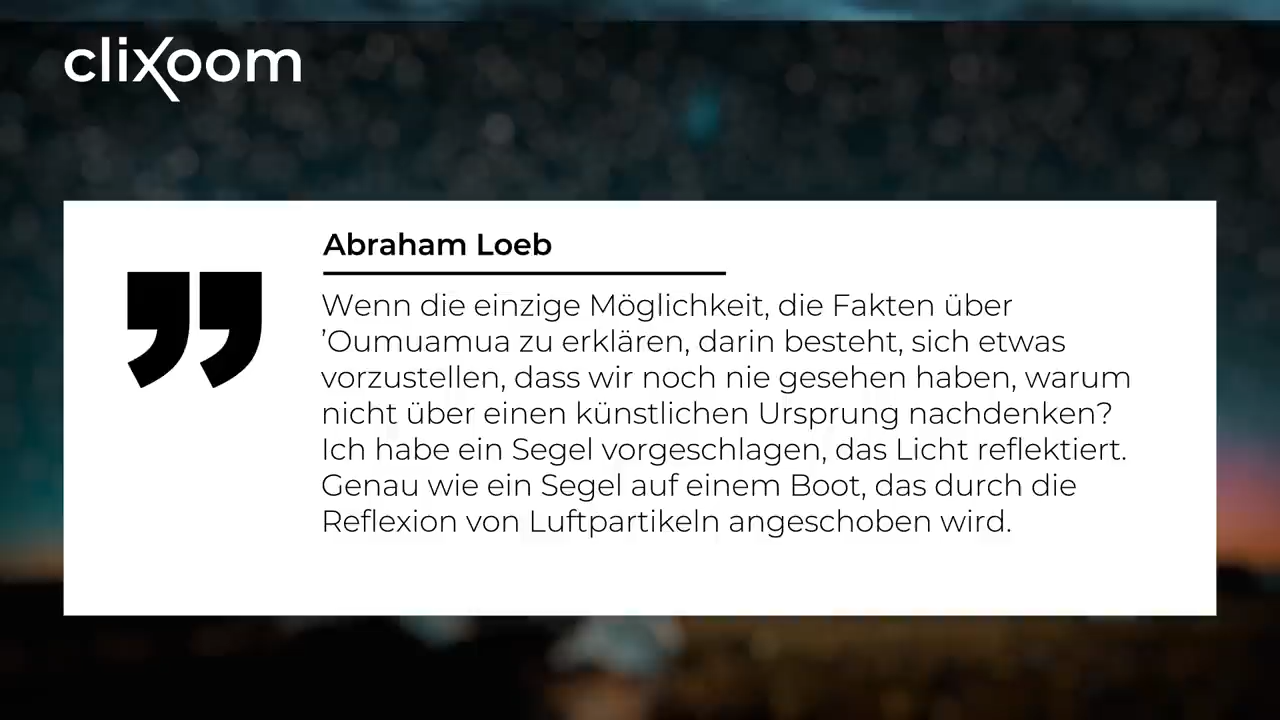 clixoom
Abraham Loeb
Wenn die einzige Möglichkeit, die Fakten über
’Oumuamua zu erklären, darin besteht, sich etwas
vorzustellen, dass wir noch nie gesehen haben, warum
nicht über einen künstlichen Ursprung nachdenken?
Ich habe ein Segel vorgeschlagen, das Licht reflektiert.
Genau wie ein Segel auf einem Boot, das durch die
Reflexion von Luftpartikeln angeschoben wird.